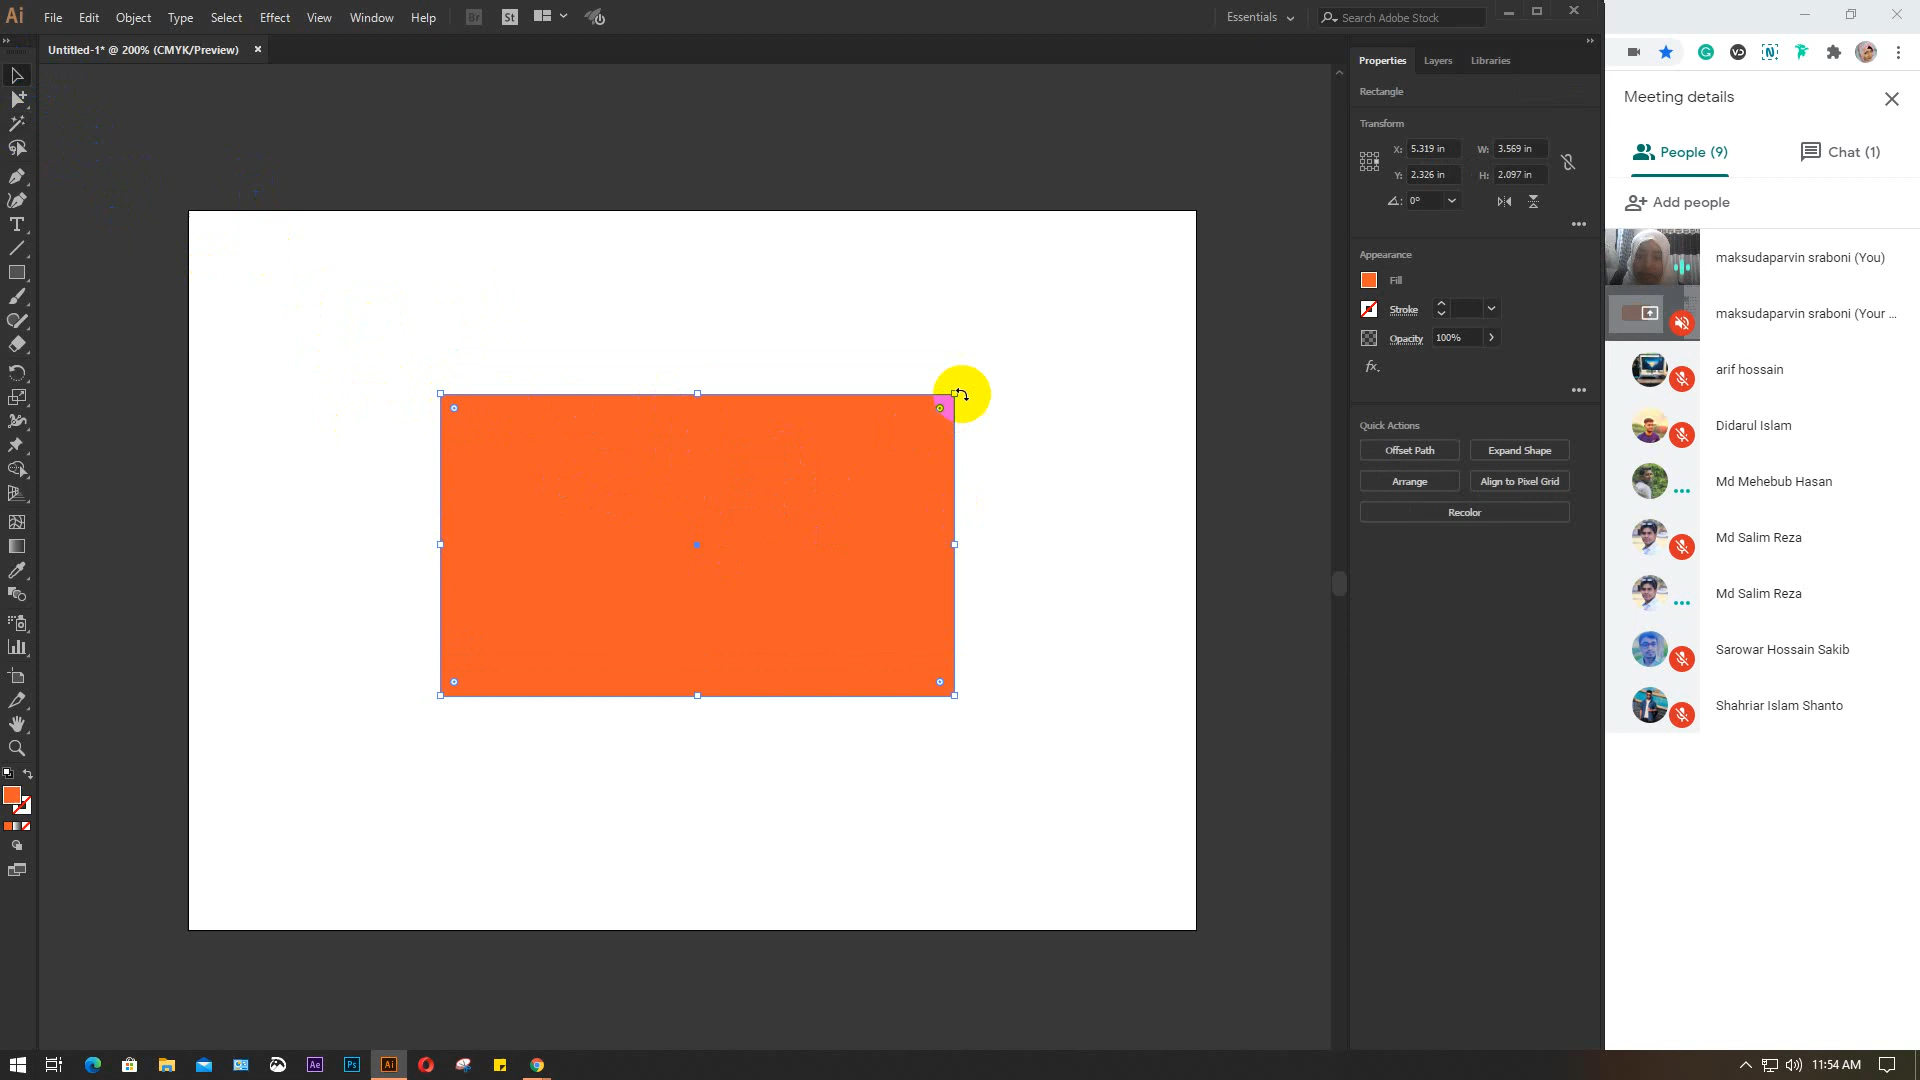 Ai File Edit Object Type Select Effect View Window Help Br St Essentials Search Adobe Stock
Untitled-1* @ 200% (CMYK/Preview)
Properties Layers Libraries
Rectangle
Transform
X: 5.319 in W: 3.569 in
Y: 2.326 in H: 2.097 in
0°
Appearance
Fill
Stroke
Opacity 100%
fx.
Quick Actions
Offset Path Expand Shape
Arrange Align to Pixel Grid
Recolor
Meeting details
People (9) Chat (1)
Add people
maksudaparvin sraboni (You)
maksudaparvin sraboni (Your ...
arif hossain
Didarul Islam
Md Mehebub Hasan
Md Salim Reza
Md Salim Reza
Sarowar Hossain Sakib
Shahriar Islam Shanto
Ae Ps Ai 11:54 AM